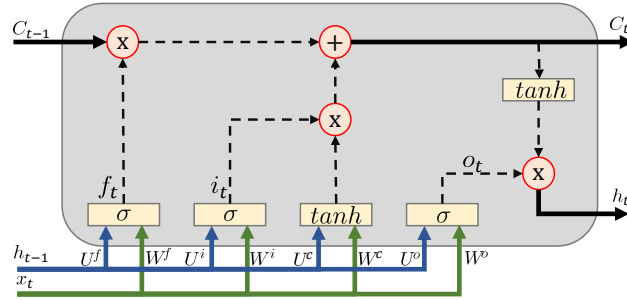 C_{t-1} x + C_t
tanh
x
f_t i_t o_t x
σ σ tanh σ h_t
h_{t-1} U^f W^f U^i W^i U^c W^c U^o W^o
x_t